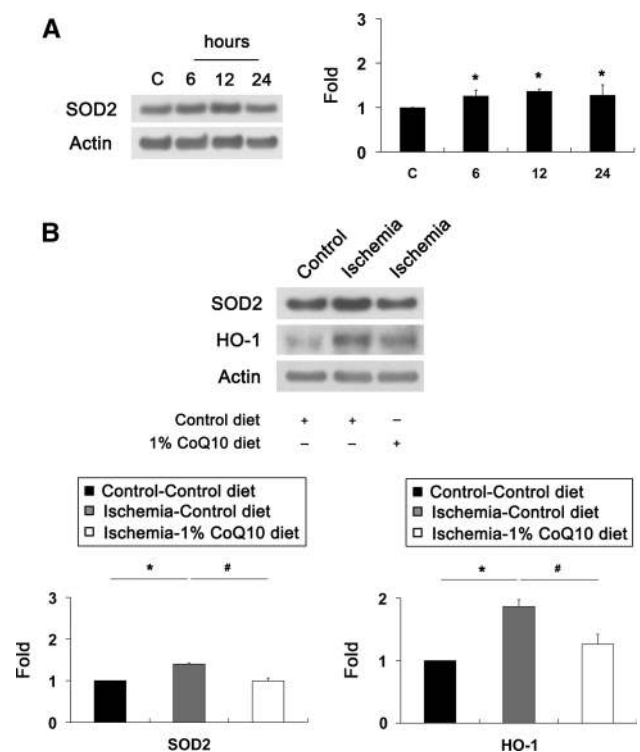 A
hours
C 6 12 24
SOD2
Actin
Fold
3
2
1
0
* * *
C 6 12 24
B
Control Ischemia Ischemia
SOD2
HO-1
Actin
Control diet + + –
1% CoQ10 diet – – +
Control-Control diet
Ischemia-Control diet
Ischemia-1% CoQ10 diet
* #
Fold
3
2
1
0
SOD2
Control-Control diet
Ischemia-Control diet
Ischemia-1% CoQ10 diet
* #
Fold
2
1
0
HO-1